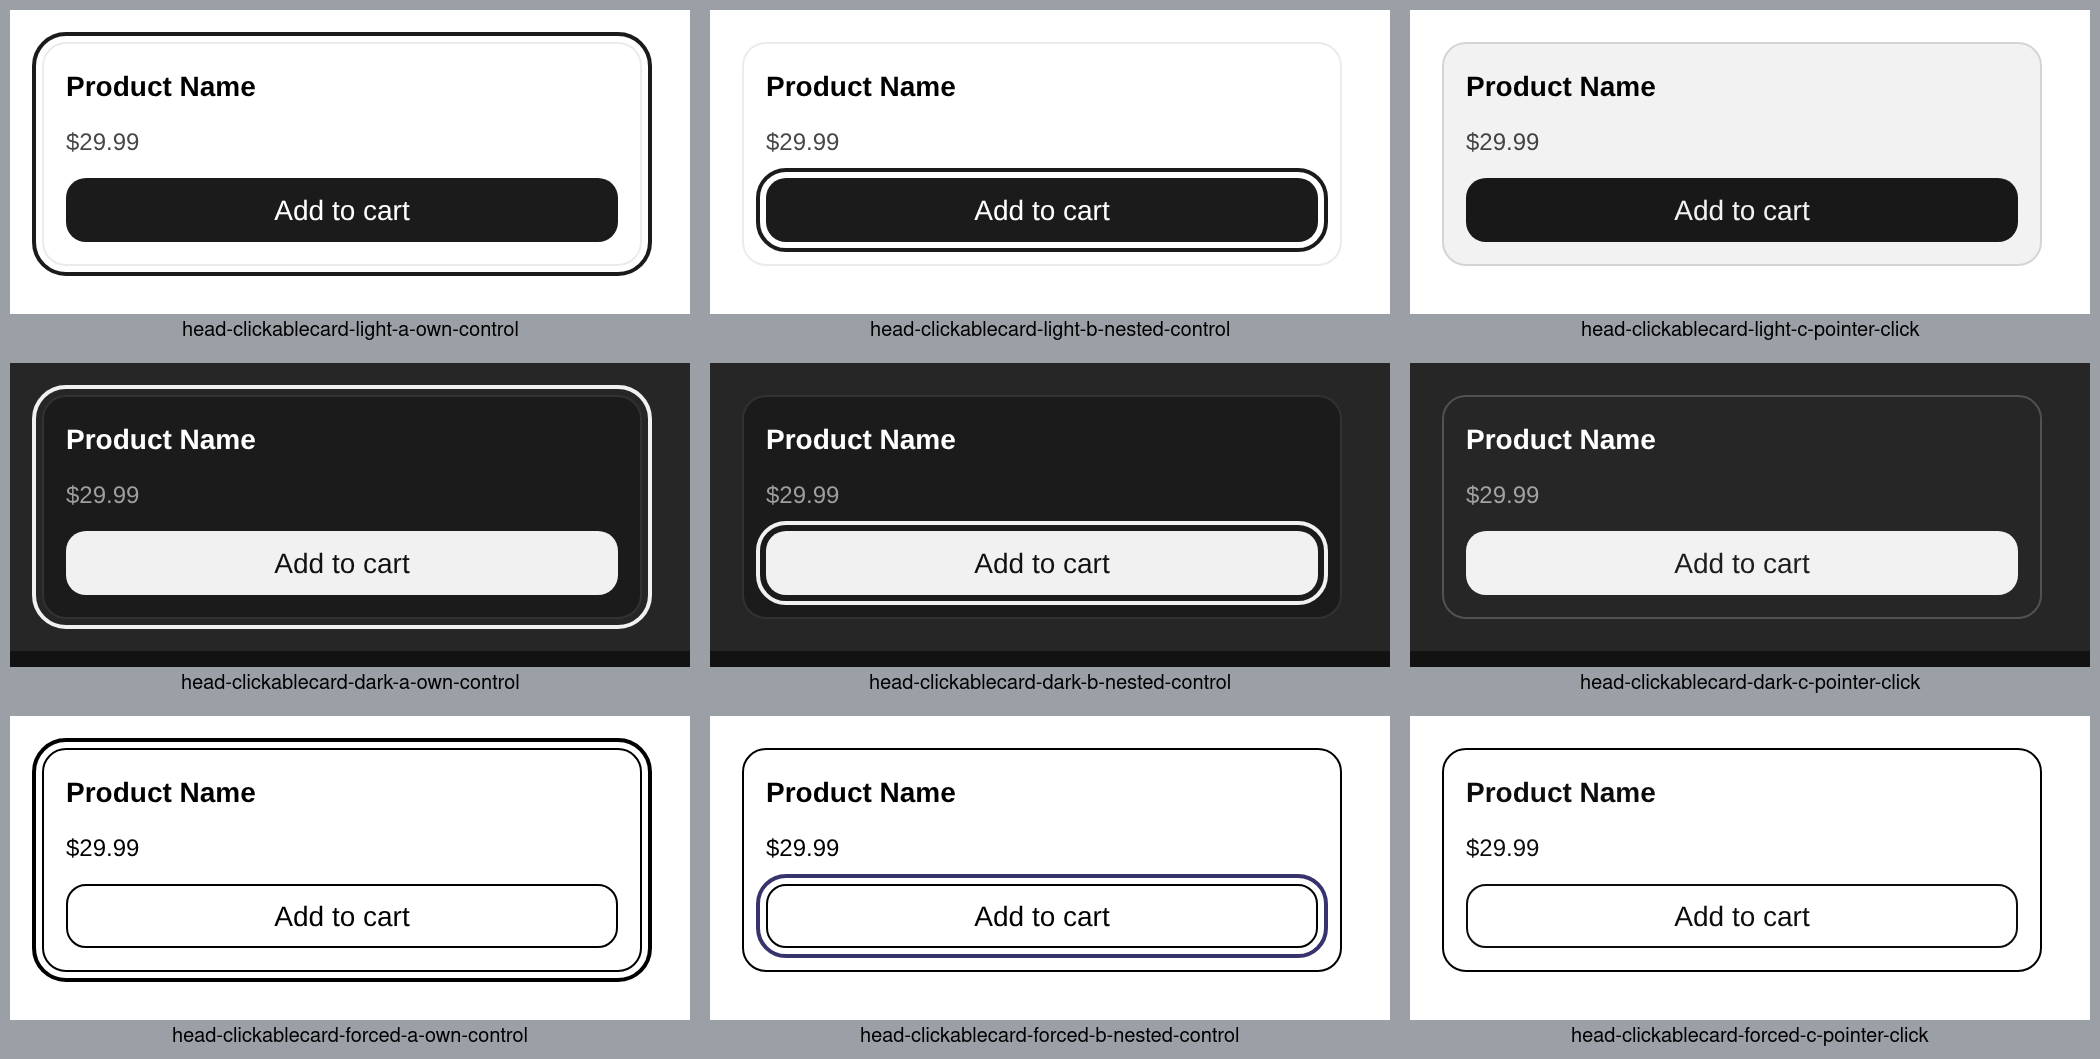 Product Name
$29.99
Add to cart
head-clickablecard-light-a-own-control
Product Name
$29.99
Add to cart
head-clickablecard-light-b-nested-control
Product Name
$29.99
Add to cart
head-clickablecard-light-c-pointer-click
Product Name
$29.99
Add to cart
head-clickablecard-dark-a-own-control
Product Name
$29.99
Add to cart
head-clickablecard-dark-b-nested-control
Product Name
$29.99
Add to cart
head-clickablecard-dark-c-pointer-click
Product Name
$29.99
Add to cart
head-clickablecard-forced-a-own-control
Product Name
$29.99
Add to cart
head-clickablecard-forced-b-nested-control
Product Name
$29.99
Add to cart
head-clickablecard-forced-c-pointer-click